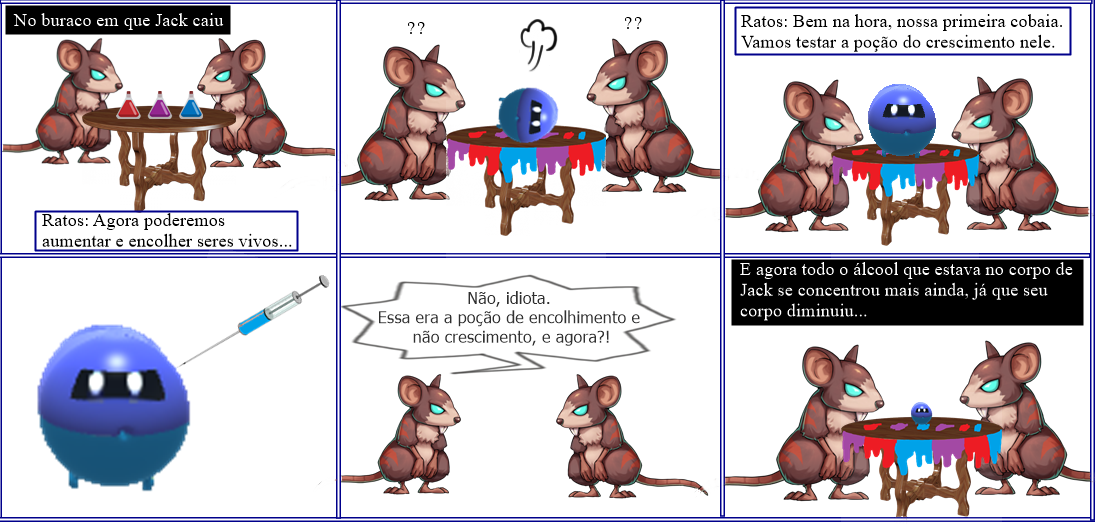 No buraco em que Jack caiu
Ratos: Agora poderemos
aumentar e encolher seres vivos...
??
??
Ratos: Bem na hora, nossa primeira cobaia.
Vamos testar a poção do crescimento nele.
Não, idiota.
Essa era a poção de encolhimento e
não crescimento, e agora?!
E agora todo o álcool que estava no corpo de
Jack se concentrou mais ainda, já que seu
corpo diminuiu...